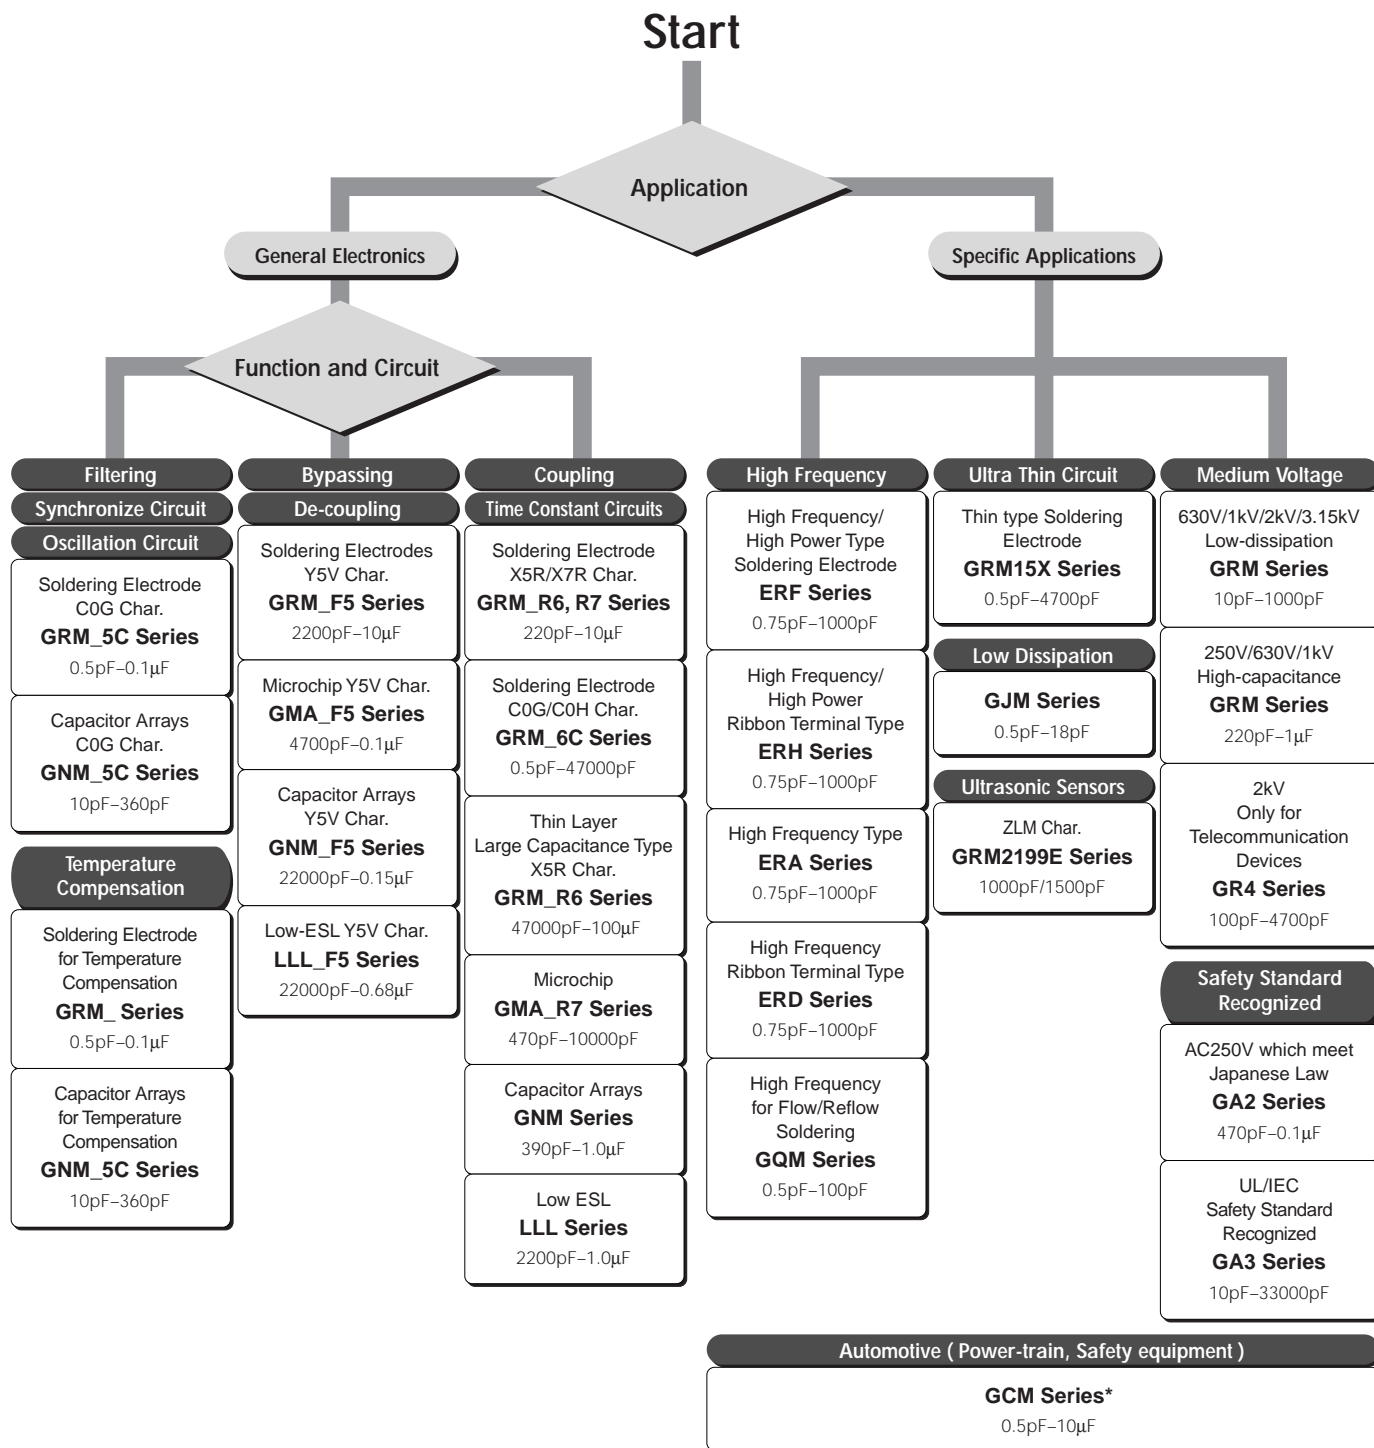 Start
Application
General Electronics
Specific Applications
Function and Circuit
Filtering
Synchronize Circuit
Oscillation Circuit
Soldering Electrode
C0G Char.
GRM_5C Series
0.5pF–0.1µF
Capacitor Arrays
C0G Char.
GNM_5C Series
10pF–360pF
Temperature
Compensation
Soldering Electrode
for Temperature
Compensation
GRM_ Series
0.5pF–0.1µF
Capacitor Arrays
for Temperature
Compensation
GNM_5C Series
10pF–360pF
Bypassing
De-coupling
Soldering Electrodes
Y5V Char.
GRM_F5 Series
2200pF–10µF
Microchip Y5V Char.
GMA_F5 Series
4700pF–0.1µF
Capacitor Arrays
Y5V Char.
GNM_F5 Series
22000pF–0.15µF
Low-ESL Y5V Char.
LLL_F5 Series
22000pF–0.68µF
Coupling
Time Constant Circuits
Soldering Electrode
X5R/X7R Char.
GRM_R6, R7 Series
220pF–10µF
Soldering Electrode
C0G/C0H Char.
GRM_6C Series
0.5pF–47000pF
Thin Layer
Large Capacitance Type
X5R Char.
GRM_R6 Series
47000pF–100µF
Microchip
GMA_R7 Series
470pF–10000pF
Capacitor Arrays
GNM Series
390pF–1.0µF
Low ESL
LLL Series
2200pF–1.0µF
High Frequency
High Frequency/
High Power Type
Soldering Electrode
ERF Series
0.75pF–1000pF
High Frequency/
High Power
Ribbon Terminal Type
ERH Series
0.75pF–1000pF
High Frequency Type
ERA Series
0.75pF–1000pF
High Frequency
Ribbon Terminal Type
ERD Series
0.75pF–1000pF
High Frequency
for Flow/Reflow
Soldering
GQM Series
0.5pF–100pF
Ultra Thin Circuit
Thin type Soldering
Electrode
GRM15X Series
0.5pF–4700pF
Low Dissipation
GJM Series
0.5pF–18pF
Ultrasonic Sensors
ZLM Char.
GRM2199E Series
1000pF/1500pF
Medium Voltage
630V/1kV/2kV/3.15kV
Low-dissipation
GRM Series
10pF–1000pF
250V/630V/1kV
High-capacitance
GRM Series
220pF–1µF
2kV
Only for
Telecommunication
Devices
GR4 Series
100pF–4700pF
Safety Standard
Recognized
AC250V which meet
Japanese Law
GA2 Series
470pF–0.1µF
UL/IEC
Safety Standard
Recognized
GA3 Series
10pF–33000pF
Automotive ( Power-train, Safety equipment )
GCM Series*
0.5pF–10µF